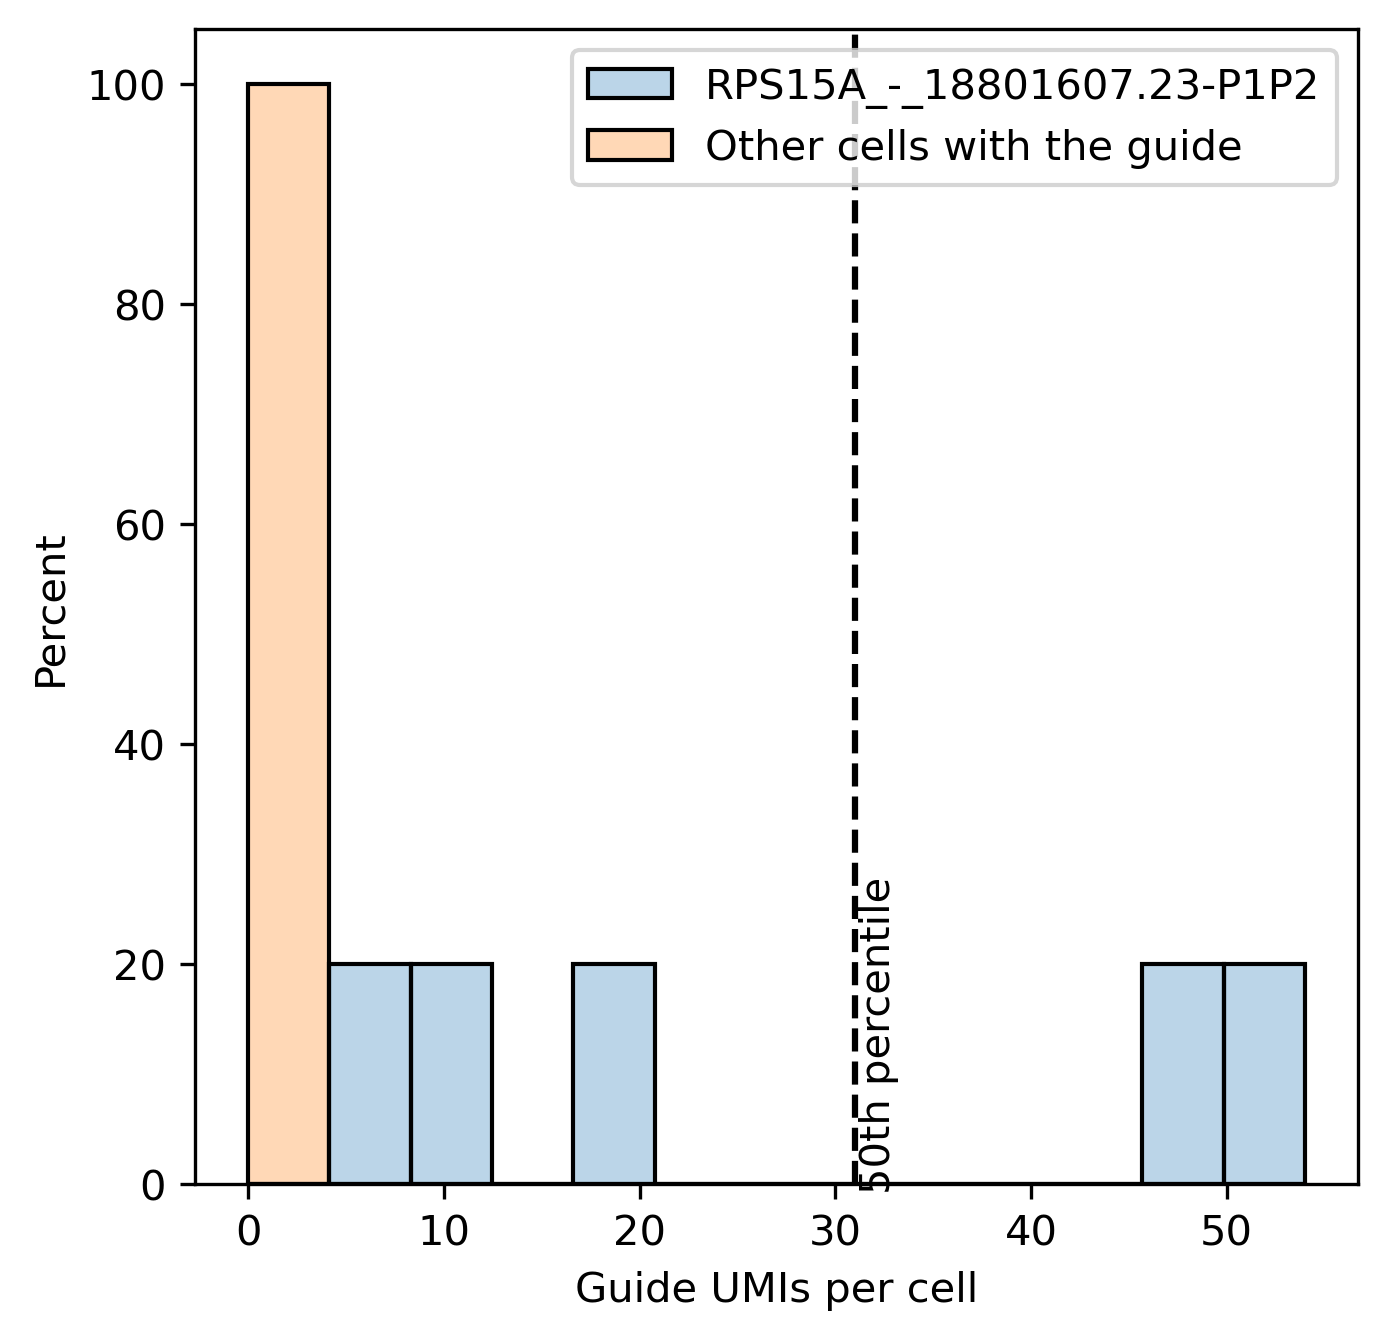 RPS15A_-_18801607.23-P1P2
Other cells with the guide
100
80
60
40
20
0
Percent
50th percentile
0 10 20 30 40 50
Guide UMIs per cell